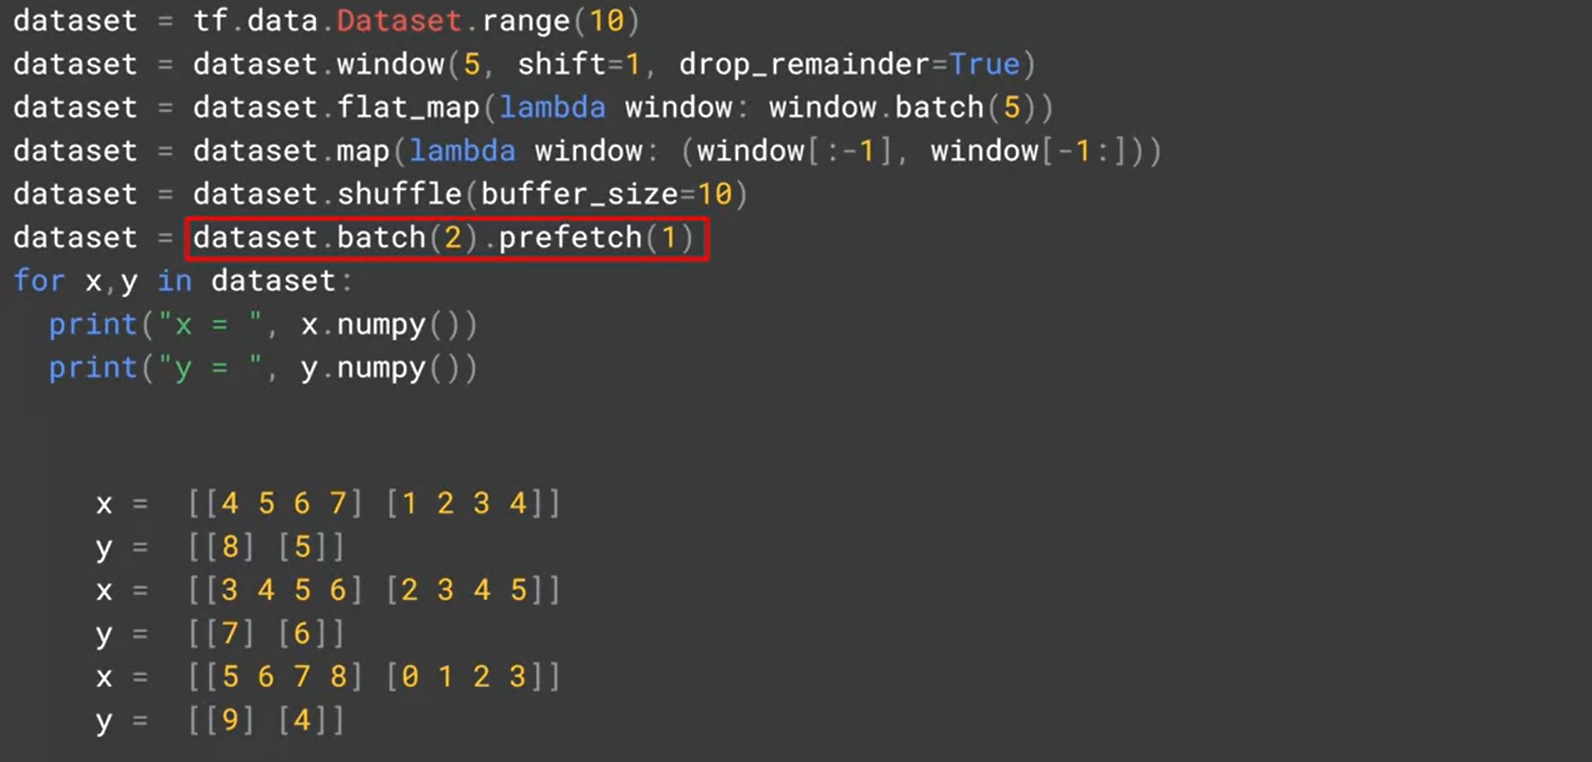 dataset = tf.data.Dataset.range(10)
dataset = dataset.window(5, shift=1, drop_remainder=True)
dataset = dataset.flat_map(lambda window: window.batch(5))
dataset = dataset.map(lambda window: (window[:-1], window[-1:]))
dataset = dataset.shuffle(buffer_size=10)
dataset = dataset.batch(2).prefetch(1)
for x,y in dataset:
  print("x = ", x.numpy())
  print("y = ", y.numpy())
x = [[4 5 6 7] [1 2 3 4]]
y = [[8] [5]]
x = [[3 4 5 6] [2 3 4 5]]
y = [[7] [6]]
x = [[5 6 7 8] [0 1 2 3]]
y = [[9] [4]]